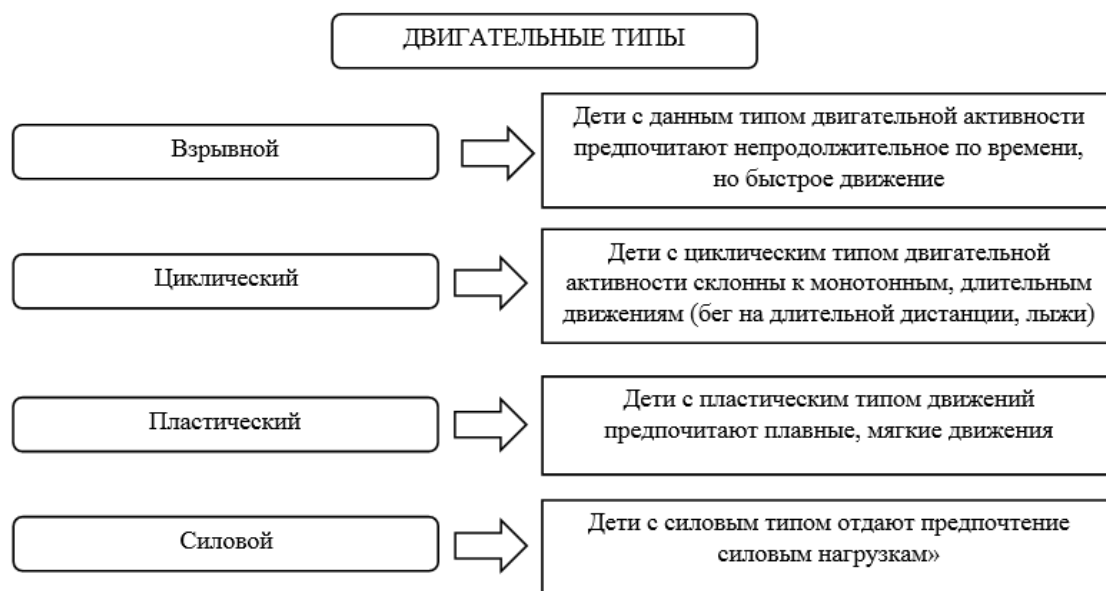 ДВИГАТЕЛЬНЫЕ ТИПЫ
Взрывной
Дети с данным типом двигательной активности
предпочитают непродолжительное по времени,
но быстрое движение
Циклический
Дети с циклическим типом двигательной
активности склонны к монотонным, длительным
движениям (бег на длительной дистанции, лыжи)
Пластический
Дети с пластическим типом движений
предпочитают плавные, мягкие движения
Силовой
Дети с силовым типом отдают предпочтение
силовым нагрузкам»